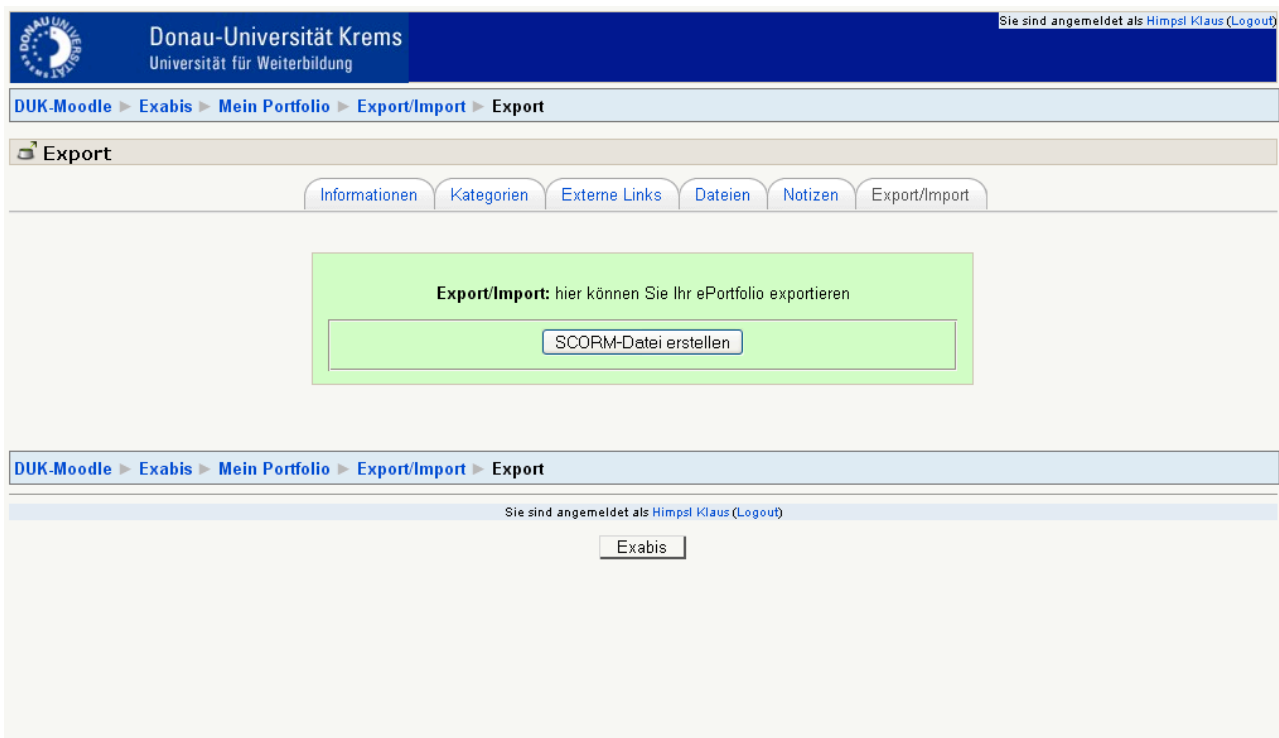 DONAU UNIVERSITÄT KREMS
Donau-Universität Krems
Universität für Weiterbildung
Sie sind angemeldet als Himpsl Klaus (Logout)
DUK-Moodle ► Exabis ► Mein Portfolio ► Export/Import ► Export
Export
Informationen Kategorien Externe Links Dateien Notizen Export/Import
Export/Import: hier können Sie Ihr ePortfolio exportieren
SCORM-Datei erstellen
DUK-Moodle ► Exabis ► Mein Portfolio ► Export/Import ► Export
Sie sind angemeldet als Himpsl Klaus (Logout)
Exabis